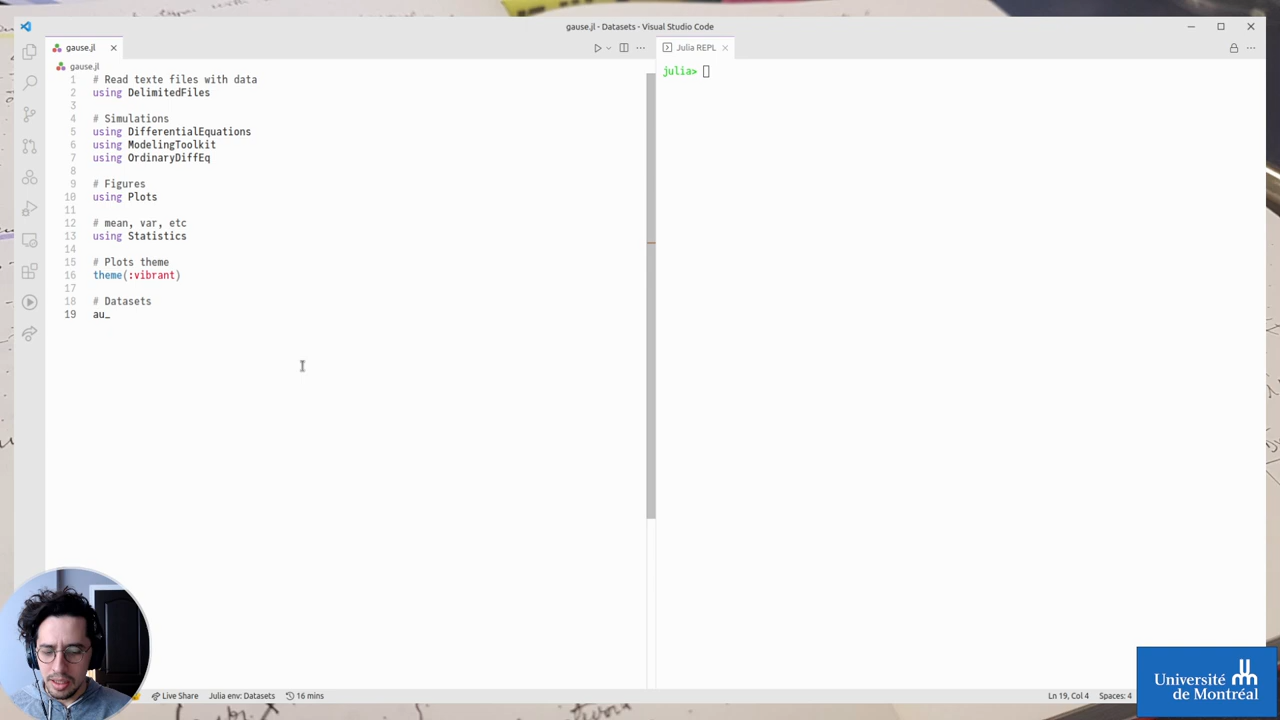 gause.jl - Datasets - Visual Studio Code
gause.jl
Julia REPL
gause.jl
1 # Read texte files with data
2 using DelimitedFiles
3
4 # Simulations
5 using DifferentialEquations
6 using ModelingToolkit
7 using OrdinaryDiffEq
8
9 # Figures
10 using Plots
11
12 # mean, var, etc
13 using Statistics
14
15 # Plots theme
16 theme(:vibrant)
17
18 # Datasets
19 au_
julia>
Live Share Julia env: Datasets 16 mins
Ln 19, Col 4 Spaces: 4
Université
de Montréal